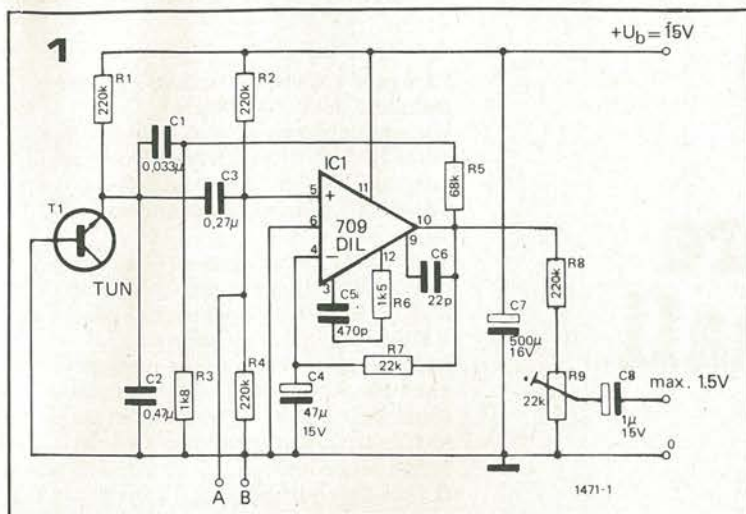 1
+Ub = 15V
R1
220k
R2
220k
C1
0,033µ
C3
0,27µ
T1
TUN
IC1
709
DIL
5
+
6
4
−
3
11
10
9
12
R5
68k
C6
22p
R6
1k5
C5
470p
R7
22k
R8
220k
C7
500µ
16V
C2
0,47µ
R3
1k8
C4
47µ
15V
R4
220k
R9
22k
C8
1µ
15V
max. 1.5V
0
A B
1471-1